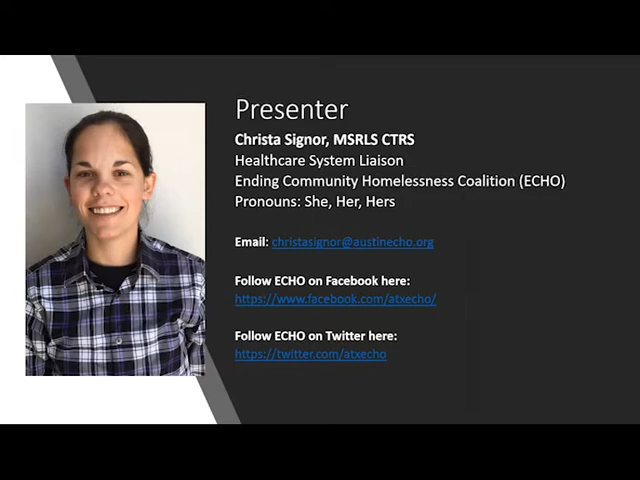 Presenter
Christa Signor, MSRLS CTRS
Healthcare System Liaison
Ending Community Homelessness Coalition (ECHO)
Pronouns: She, Her, Hers
Email: christasignor@austinecho.org
Follow ECHO on Facebook here:
https://www.facebook.com/atxecho/
Follow ECHO on Twitter here:
https://twitter.com/atxecho